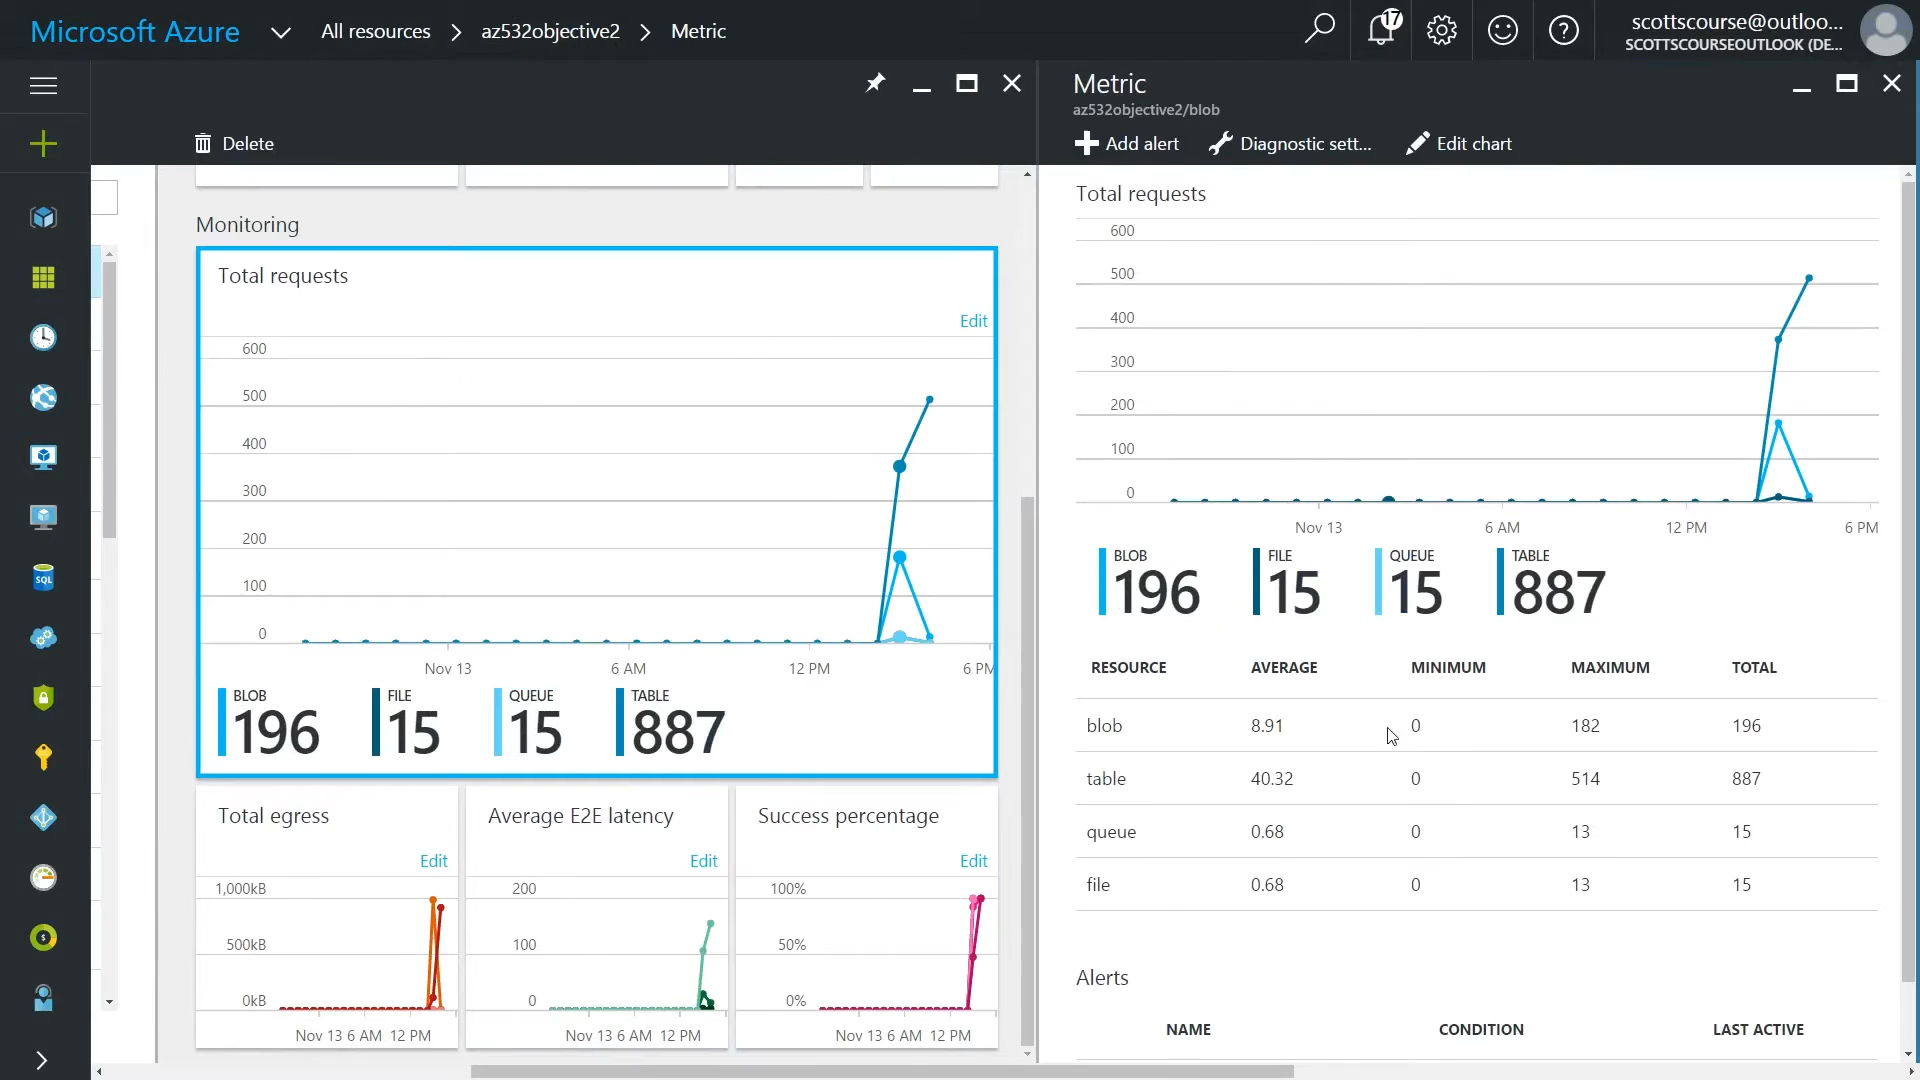 Microsoft Azure
All resources
az532objective2
Metric
17
scottscourse@outloo...
SCOTTSCOURSEOUTLOOK (DE...
Delete
Monitoring
Total requests
Edit
600
500
400
300
200
100
0
Nov 13
6 AM
12 PM
6 PM
BLOB
196
FILE
15
QUEUE
15
TABLE
887
Total egress
Edit
1,000kB
500kB
0kB
Nov 13 6 AM 12 PM
Average E2E latency
Edit
200
100
0
Nov 13 6 AM 12 PM
Success percentage
Edit
100%
50%
0%
Nov 13 6 AM 12 PM
SQL
$
Metric
az532objective2/blob
Add alert
Diagnostic sett...
Edit chart
Total requests
600
500
400
300
200
100
0
Nov 13
6 AM
12 PM
6 PM
BLOB
196
FILE
15
QUEUE
15
TABLE
887
RESOURCE AVERAGE MINIMUM MAXIMUM TOTAL
blob 8.91 0 182 196
table 40.32 0 514 887
queue 0.68 0 13 15
file 0.68 0 13 15
Alerts
NAME CONDITION LAST ACTIVE